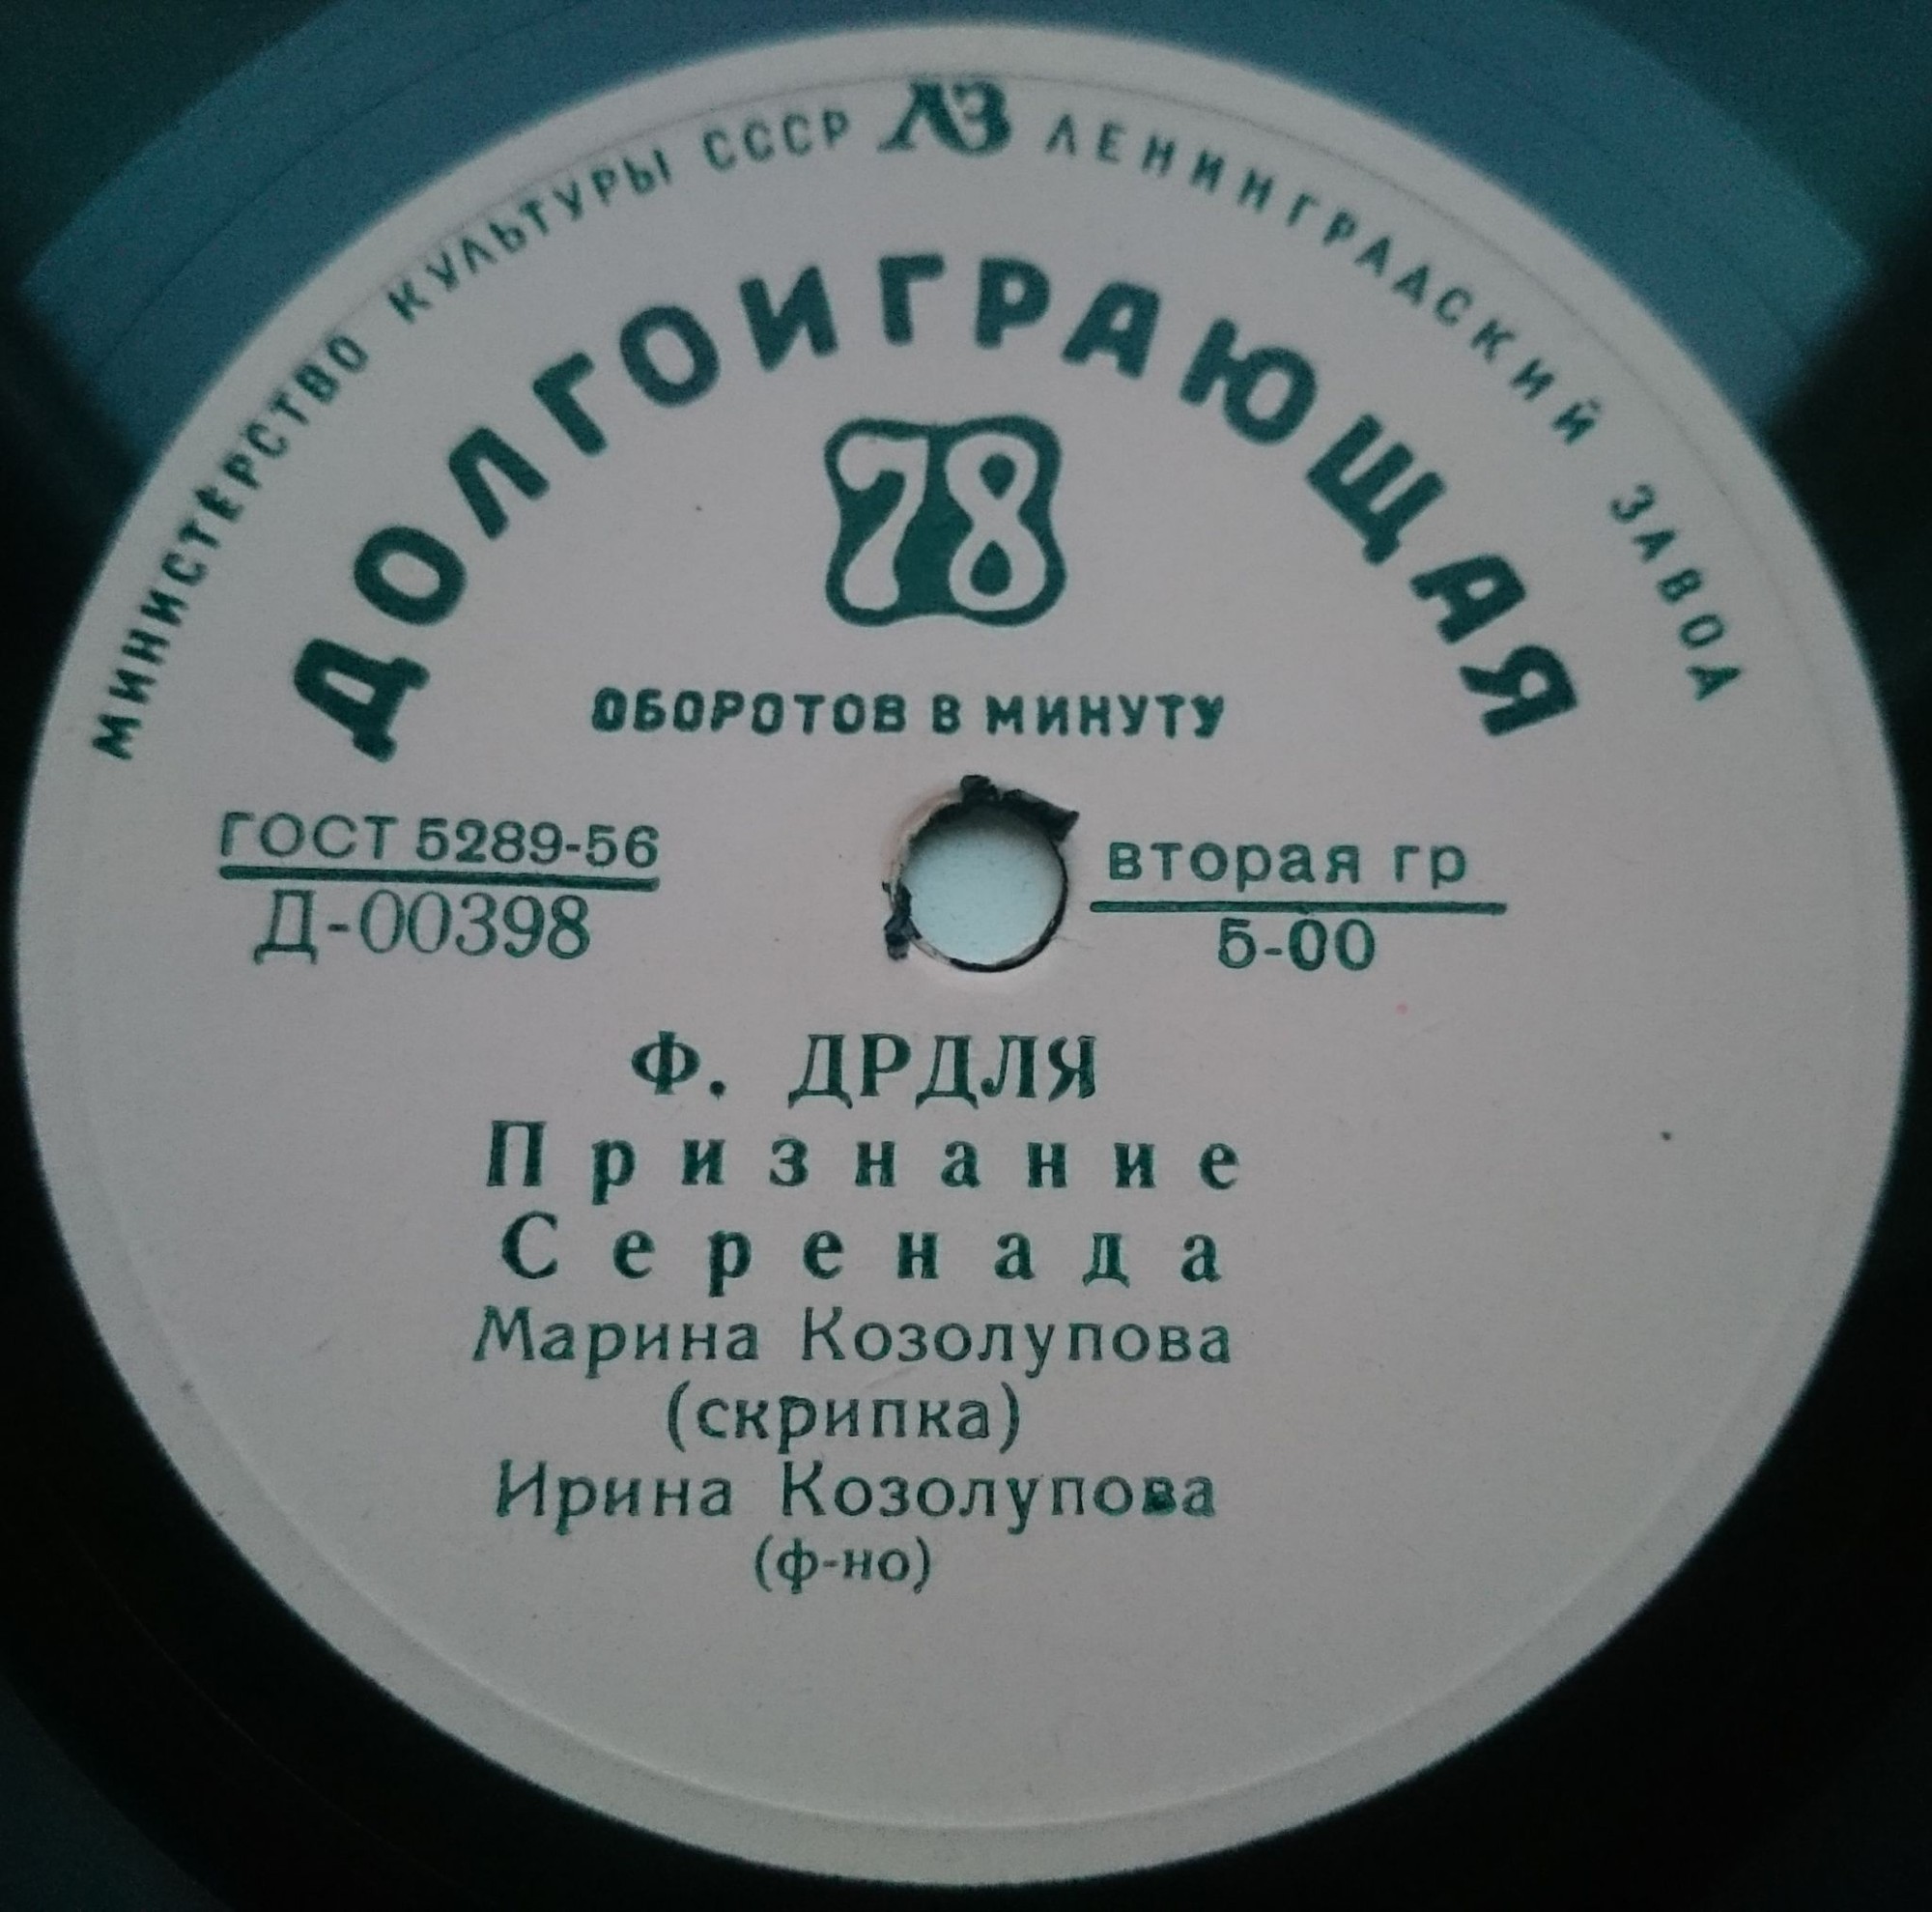 МИНИСТЕРСТВО КУЛЬТУРЫ СССР ЛЗ ЛЕНИНГРАДСКИЙ ЗАВОД
ДОЛГОИГРАЮЩАЯ
78
ОБОРОТОВ В МИНУТУ
ГОСТ 5289-56
Д-00398
вторая гр
5-00
Ф. ДРДЛЯ
Признание
Серенада
Марина Козолупова
(скрипка)
Ирина Козолупова
(ф-но)